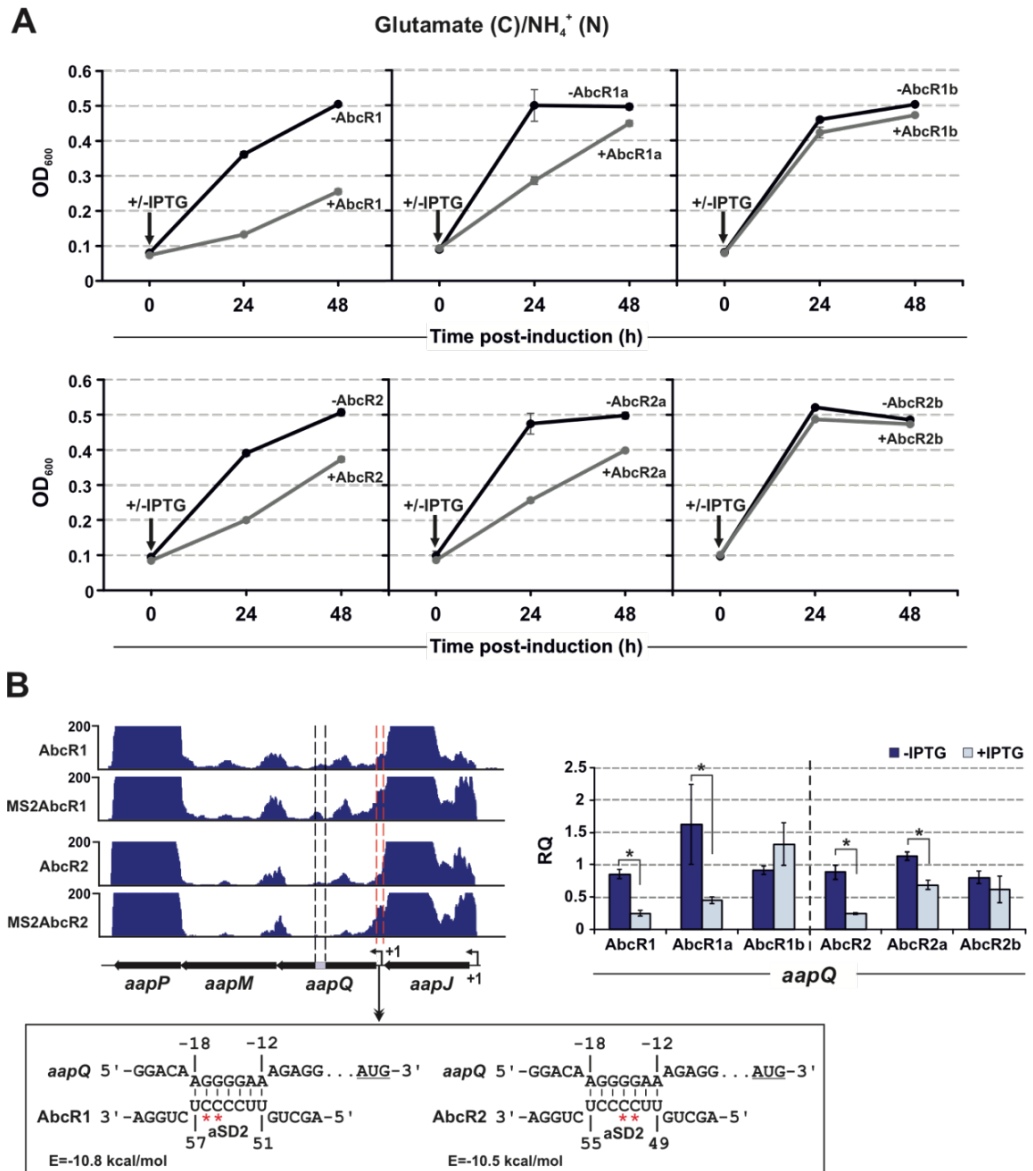 A
Glutamate (C)/NH₄⁺ (N)
OD₆₀₀
0.6
0.5
0.4
0.3
0.2
0.1
0
+/-IPTG
-AbcR1
+AbcR1
+/-IPTG
-AbcR1a
+AbcR1a
+/-IPTG
-AbcR1b
+AbcR1b
0 24 48 0 24 48 0 24 48
Time post-induction (h)
OD₆₀₀
0.6
0.5
0.4
0.3
0.2
0.1
0
+/-IPTG
-AbcR2
+AbcR2
+/-IPTG
-AbcR2a
+AbcR2a
+/-IPTG
-AbcR2b
+AbcR2b
0 24 48 0 24 48 0 24 48
Time post-induction (h)
B
200
AbcR1
200
MS2AbcR1
200
AbcR2
200
MS2AbcR2
+1
+1
aapP aapM aapQ aapJ
-IPTG +IPTG
RQ
2.5
2
1.5
1
0.5
0
* * * *
AbcR1 AbcR1a AbcR1b AbcR2 AbcR2a AbcR2b
aapQ
-18 -12
aapQ 5'-GGACA AGGGGAA AGAGG...AUG-3'
AbcR1 3'-AGGUC UCCCCUU GUCGA-5'
**
aSD2
57 51
E=-10.8 kcal/mol
-18 -12
aapQ 5'-GGACA AGGGGAA AGAGG...AUG-3'
AbcR2 3'-AGGUC UCCCCUU GUCGA-5'
**
aSD2
55 49
E=-10.5 kcal/mol